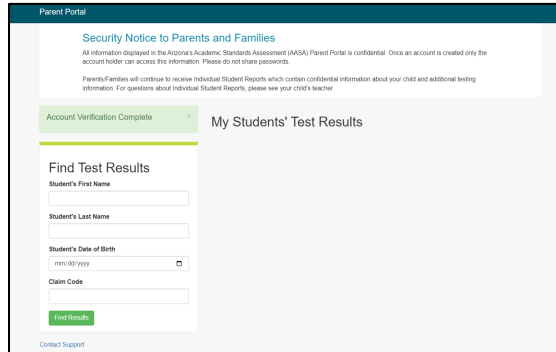 Parent Portal
Security Notice to Parents and Families
All information displayed in the Arizona's Academic Standards Assessment (AASA) Parent Portal is confidential. Once an account is created only the
account holder can access this information. Please do not share passwords.
Parents/Families will continue to receive Individual Student Reports which contain confidential information about your child and additional testing
information. For questions about Individual Student Reports, please see your child's teacher.
Account Verification Complete ×
My Students' Test Results
Find Test Results
Student's First Name
Student's Last Name
Student's Date of Birth
mm/dd/yyyy
Claim Code
Find Results
Contact Support